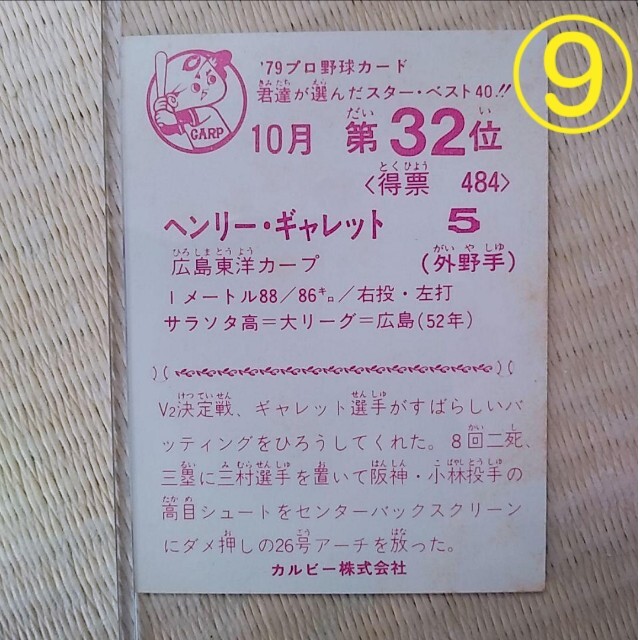 ⑨
CARP
'79プロ野球カード
君達が選んだスター・ベスト40.!!
10月 第32位
〈得票 484〉
ヘンリー・ギャレット 5
広島東洋カープ (外野手)
1メートル88/86キロ/右投・左打
サラソタ高=大リーグ=広島(52年)
V2決定戦、ギャレット選手がすばらしいバ
ッティングをひろうしてくれた。8回二死、
三塁に三村選手を置いて阪神・小林投手の
高目シュートをセンターバックスクリーン
にダメ押しの26号アーチを放った。
カルビー株式会社